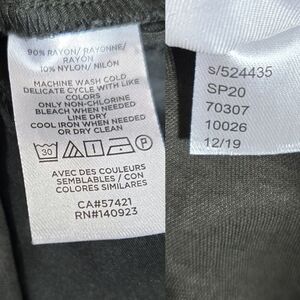 90% RAYON/RAYONNE/
RAYÓN
10% NYLON/NILÓN
MACHINE WASH COLD
DELICATE CYCLE WITH LIKE
COLORS
ONLY NON-CHLORINE
BLEACH WHEN NEEDED
LINE DRY
COOL IRON WHEN NEEDED
OR DRY CLEAN
30
P
AVEC DES COULEURS
SEMBLABLES / CON
COLORES SIMILARES
CA#57421
RN#140923
s/524435
SP20
70307
10026
12/19